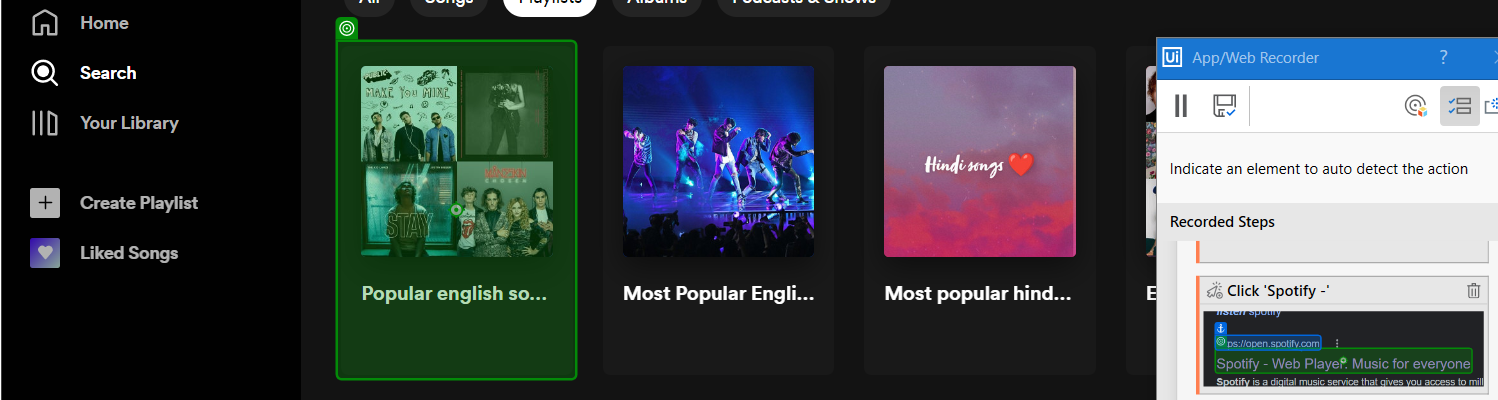 All
Songs
Playlists
Albums
Podcasts & Shows
Home
Search
Your Library
Create Playlist
Liked Songs
PUBLIC
MAKE YOU MINE
STAY
Hindi songs ❤️
Popular english so...
Most Popular Engli...
Most popular hind...
E
Ui App/Web Recorder ?
Indicate an element to auto detect the action
Recorded Steps
Click 'Spotify -'
listen spotify
ps://open.spotify.com
Spotify - Web Player: Music for everyone
Spotify is a digital music service that gives you access to mill